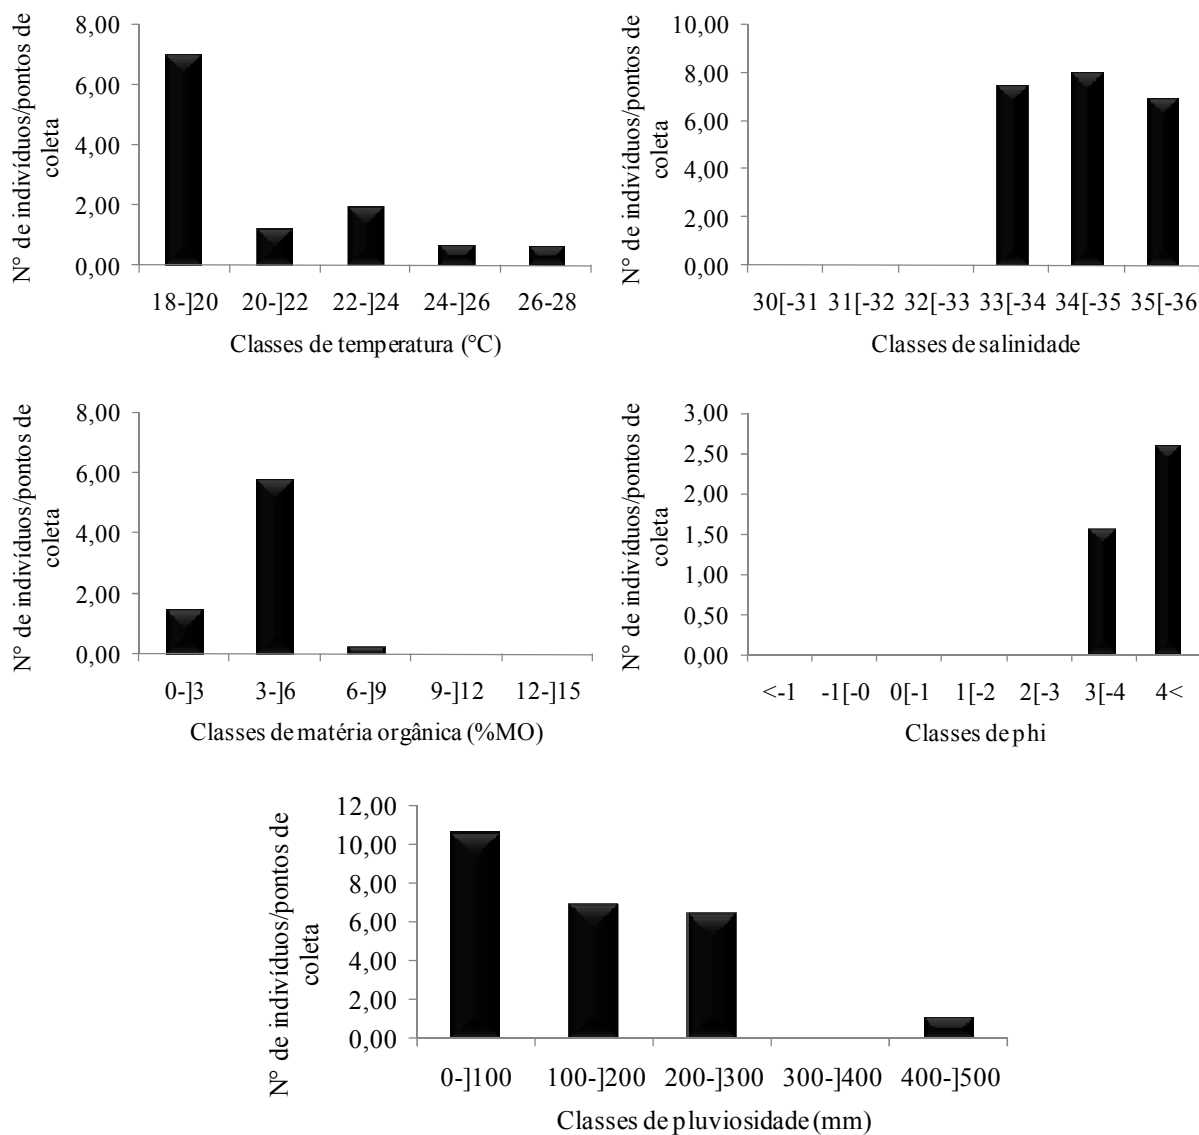 N° de indivíduos/pontos de
coleta
8,00
6,00
4,00
2,00
0,00
18-]20 20-]22 22-]24 24-]26 26-28
Classes de temperatura (°C)
N° de indivíduos/pontos de
coleta
10,00
8,00
6,00
4,00
2,00
0,00
30[-31 31[-32 32[-33 33[-34 34[-35 35[-36
Classes de salinidade
N° de indivíduos/pontos de
coleta
8,00
6,00
4,00
2,00
0,00
0-]3 3-]6 6-]9 9-]12 12-]15
Classes de matéria orgânica (%MO)
N° de indivíduos/pontos de
coleta
3,00
2,50
2,00
1,50
1,00
0,50
0,00
<-1 -1[-0 0[-1 1[-2 2[-3 3[-4 4<
Classes de phi
N° de indivíduos/pontos de
coleta
12,00
10,00
8,00
6,00
4,00
2,00
0,00
0-]100 100-]200 200-]300 300-]400 400-]500
Classes de pluviosidade (mm)